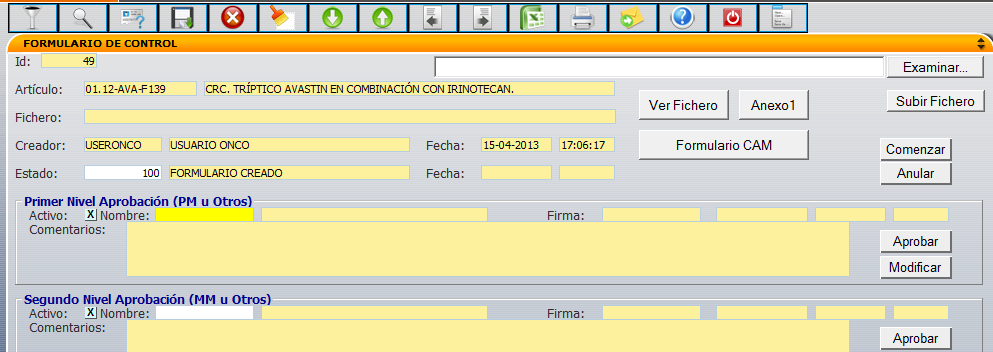 FORMULARIO DE CONTROL
Id: 49 Examinar...
Artículo: 01.12-AVA-F139 CRC. TRÍPTICO AVASTIN EN COMBINACIÓN CON IRINOTECAN.
Ver Fichero Anexo1 Subir Fichero
Fichero:
Creador: USERONCO USUARIO ONCO Fecha: 15-04-2013 17:06:17
Formulario CAM Comenzar
Estado: 100 FORMULARIO CREADO Fecha: Anular
Primer Nivel Aprobación (PM u Otros)
Activo: X Nombre: Firma:
Comentarios:
Aprobar
Modificar
Segundo Nivel Aprobación (MM u Otros)
Activo: X Nombre: Firma:
Comentarios:
Aprobar